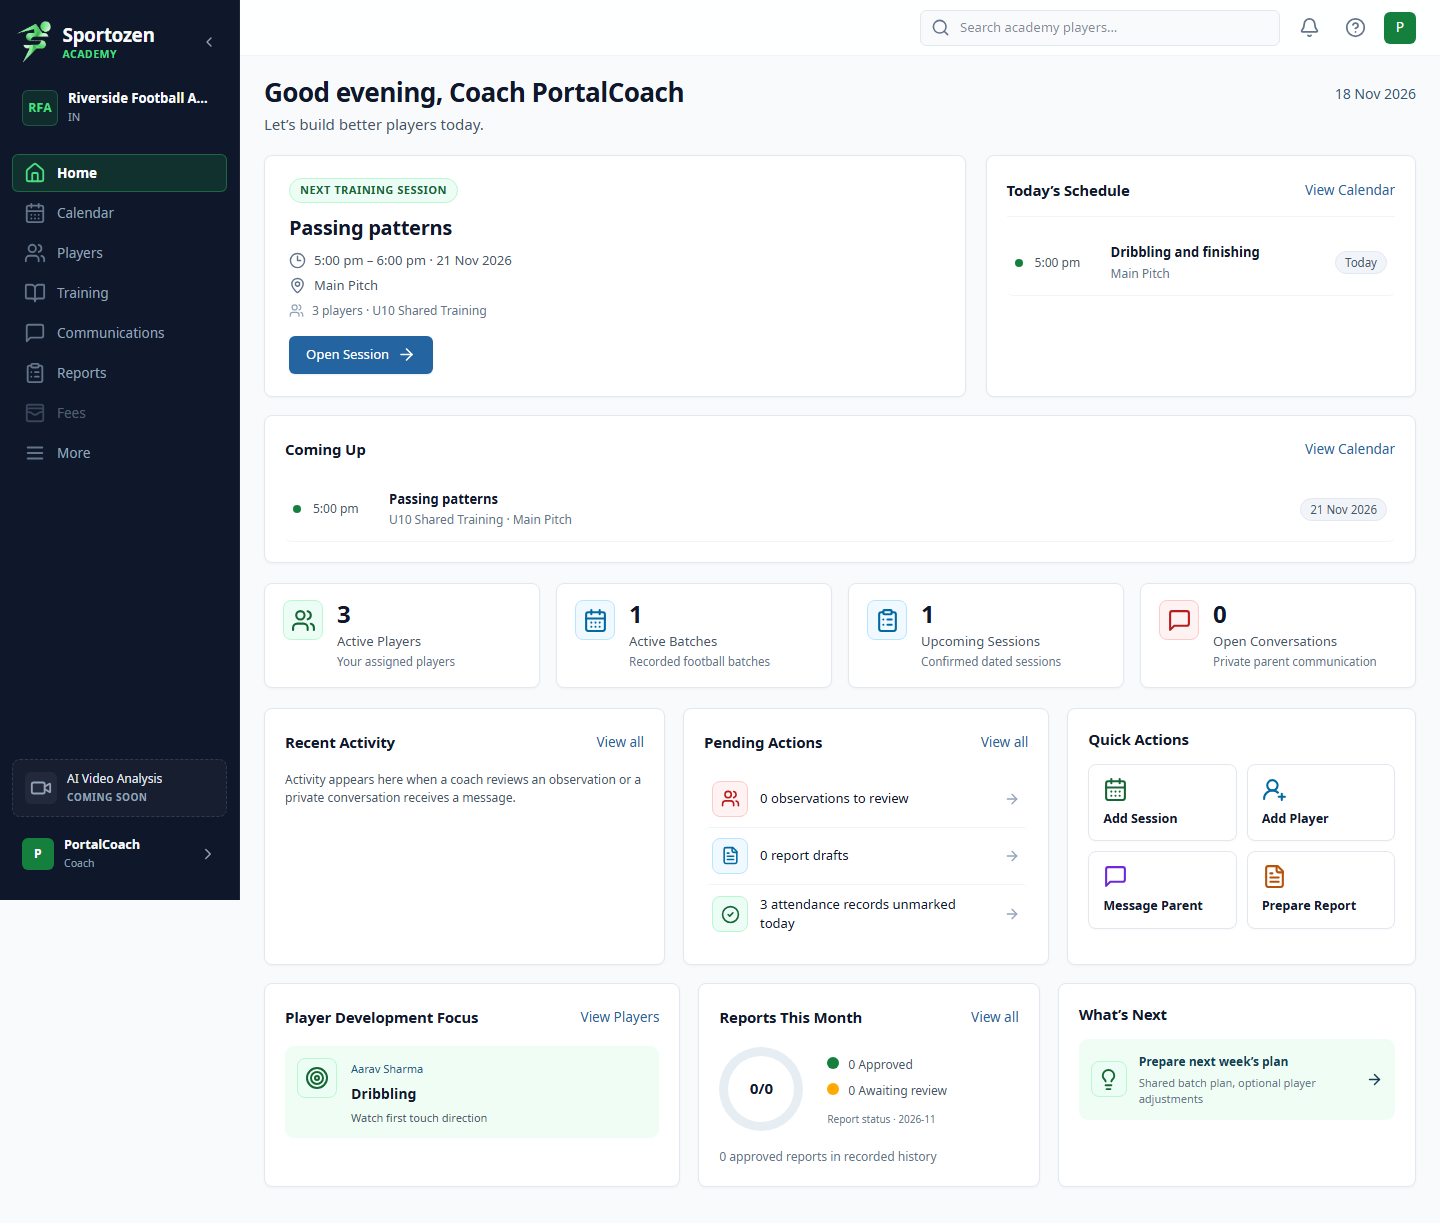 Sportozen
ACADEMY
RFA
Riverside Football A...
IN
Home
Calendar
Players
Training
Communications
Reports
Fees
More
AI Video Analysis
COMING SOON
P
PortalCoach
Coach
Search academy players...
P
Good evening, Coach PortalCoach
18 Nov 2026
Let’s build better players today.
NEXT TRAINING SESSION
Passing patterns
5:00 pm – 6:00 pm · 21 Nov 2026
Main Pitch
3 players · U10 Shared Training
Open Session
Today’s Schedule
View Calendar
5:00 pm
Dribbling and finishing
Main Pitch
Today
Coming Up
View Calendar
5:00 pm
Passing patterns
U10 Shared Training · Main Pitch
21 Nov 2026
3
Active Players
Your assigned players
1
Active Batches
Recorded football batches
1
Upcoming Sessions
Confirmed dated sessions
0
Open Conversations
Private parent communication
Recent Activity
View all
Activity appears here when a coach reviews an observation or a
private conversation receives a message.
Pending Actions
View all
0 observations to review
0 report drafts
3 attendance records unmarked
today
Quick Actions
Add Session
Add Player
Message Parent
Prepare Report
Player Development Focus
View Players
Aarav Sharma
Dribbling
Watch first touch direction
Reports This Month
View all
0/0
0 Approved
0 Awaiting review
Report status · 2026-11
0 approved reports in recorded history
What’s Next
Prepare next week’s plan
Shared batch plan, optional player
adjustments